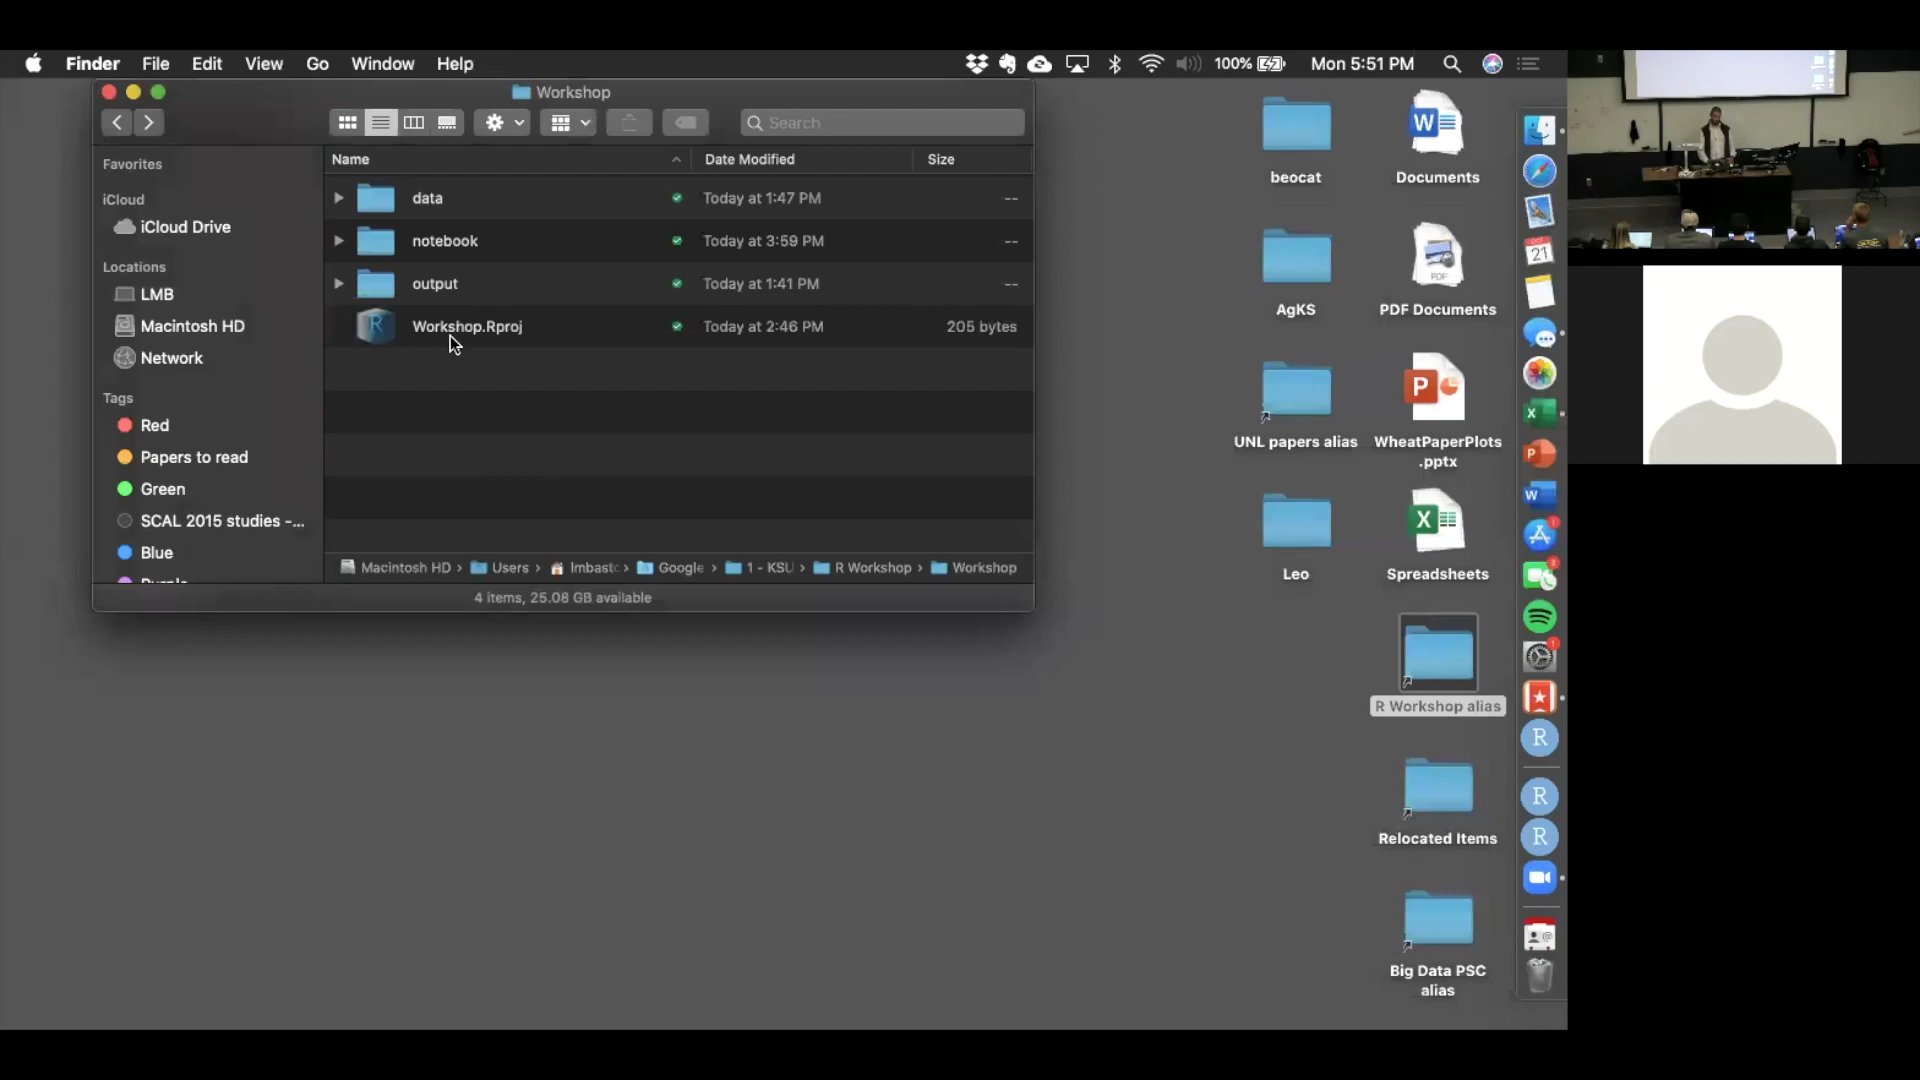 Finder File Edit View Go Window Help 100% Mon 5:51 PM
Workshop
Search
Favorites
iCloud
iCloud Drive
Locations
LMB
Macintosh HD
Network
Tags
Red
Papers to read
Green
SCAL 2015 studies -...
Blue
Name Date Modified Size
data Today at 1:47 PM --
notebook Today at 3:59 PM --
output Today at 1:41 PM --
Workshop.Rproj Today at 2:46 PM 205 bytes
Macintosh HD › Users › lmbasto › Google › 1 - KSU › R Workshop › Workshop
4 items, 25.08 GB available
beocat
AgKS
UNL papers alias
Leo
W
Documents
PDF
PDF Documents
P
WheatPaperPlots
.pptx
X
Spreadsheets
R Workshop alias
Relocated Items
Big Data PSC
alias
OCT
21
X
P
W
R
R
R